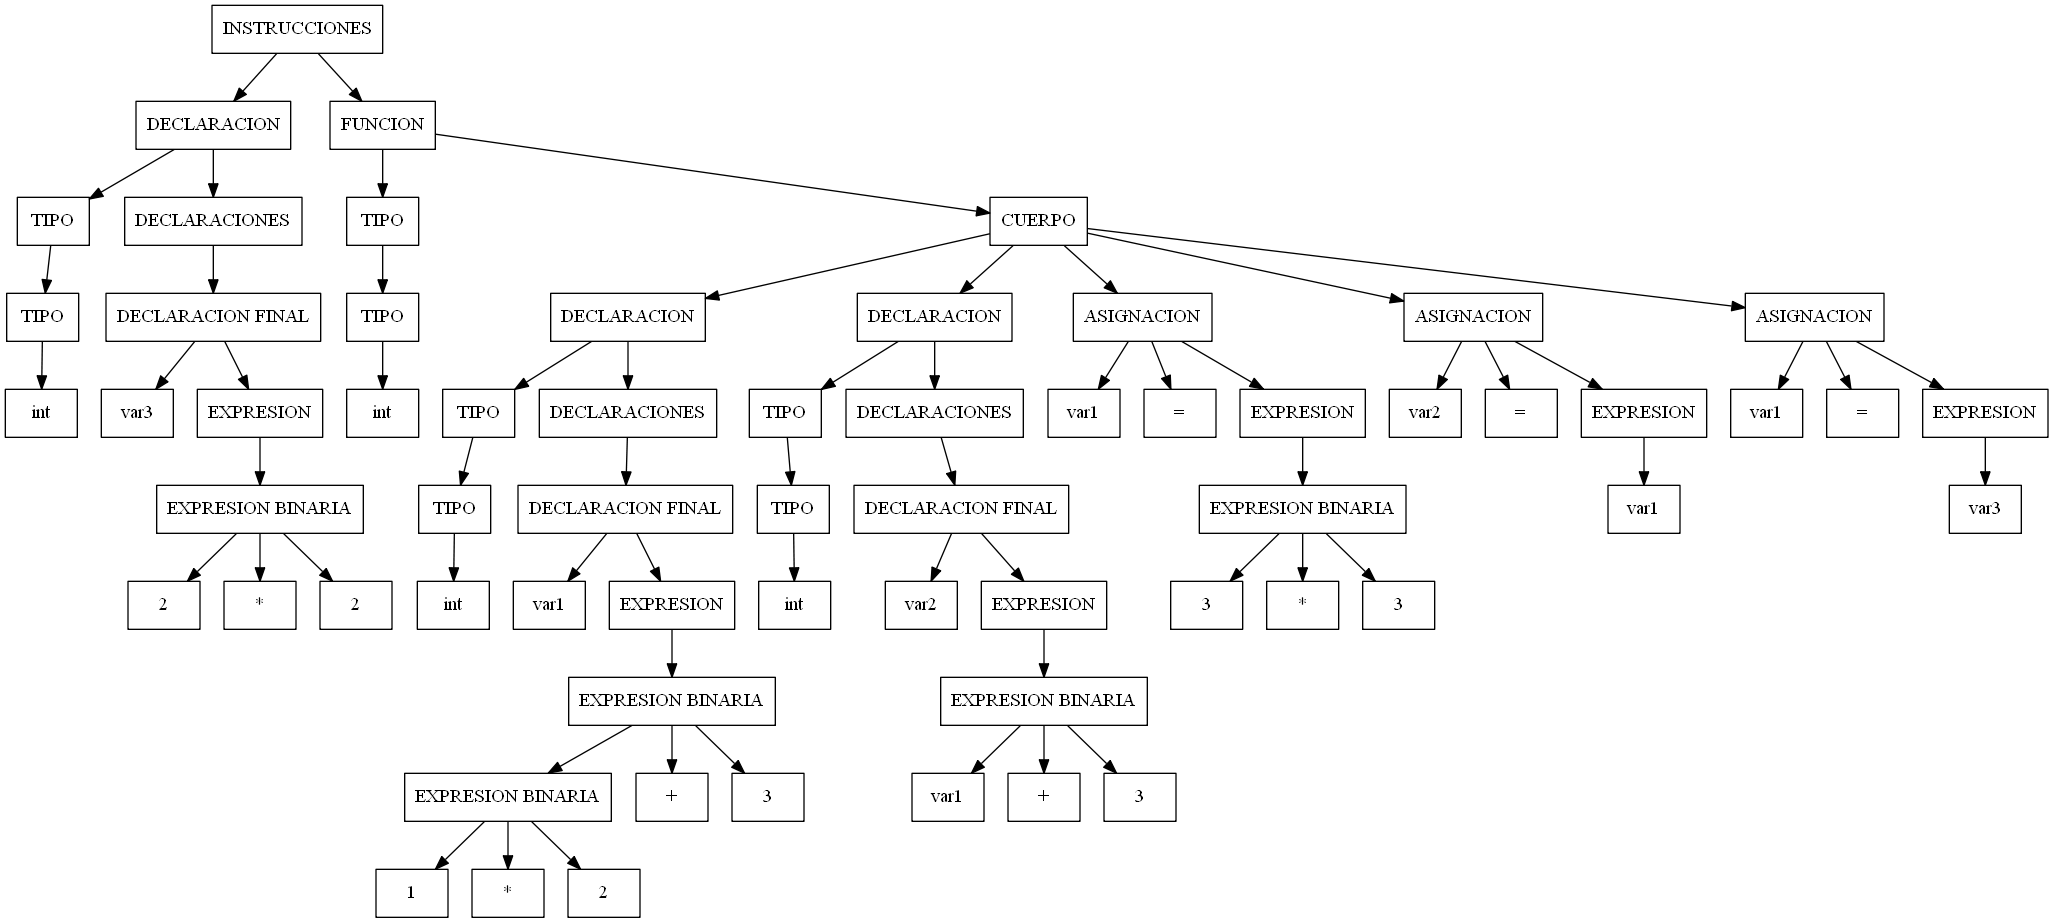 INSTRUCCIONES
DECLARACION
FUNCION
TIPO
DECLARACIONES
TIPO
CUERPO
TIPO
DECLARACION FINAL
TIPO
DECLARACION
DECLARACION
ASIGNACION
ASIGNACION
ASIGNACION
int
var3
EXPRESION
int
TIPO
DECLARACIONES
TIPO
DECLARACIONES
var1
=
EXPRESION
var2
=
EXPRESION
var1
=
EXPRESION
EXPRESION BINARIA
TIPO
DECLARACION FINAL
TIPO
DECLARACION FINAL
EXPRESION BINARIA
var1
var3
2
*
2
int
var1
EXPRESION
int
var2
EXPRESION
3
*
3
EXPRESION BINARIA
EXPRESION BINARIA
EXPRESION BINARIA
+
3
var1
+
3
1
*
2